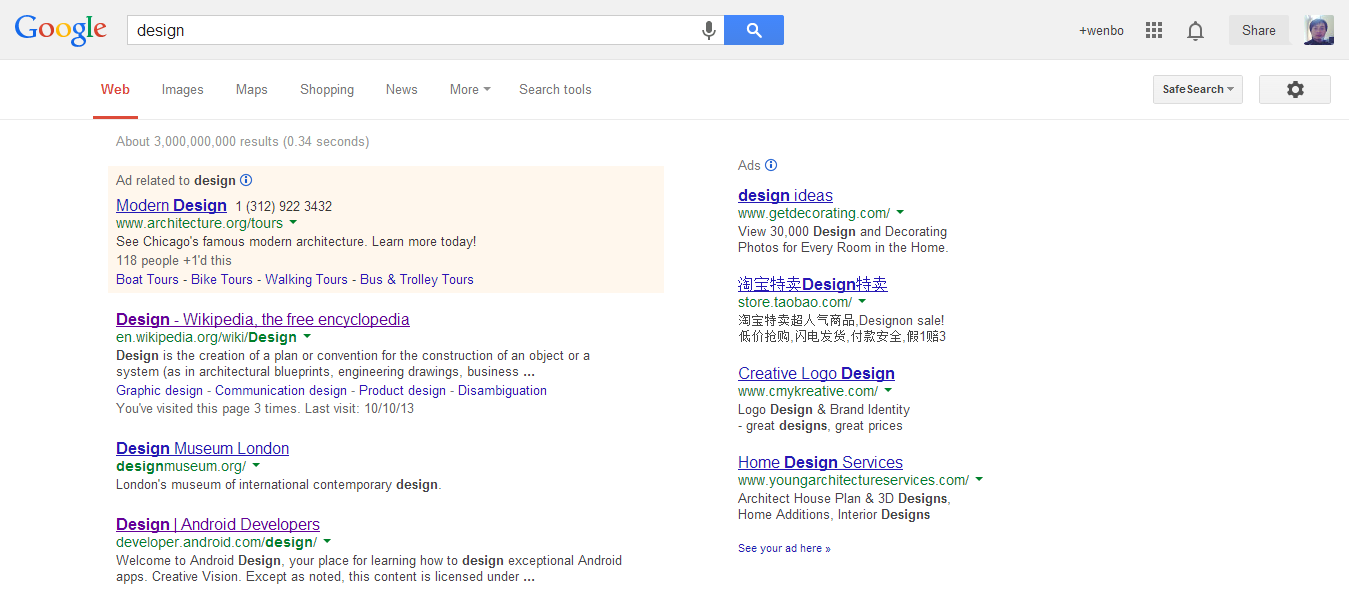 Google
design
+wenbo
Share
Web Images Maps Shopping News More Search tools
SafeSearch
About 3,000,000,000 results (0.34 seconds)
Ad related to design
Modern Design 1 (312) 922 3432
www.architecture.org/tours
See Chicago's famous modern architecture. Learn more today!
118 people +1'd this
Boat Tours - Bike Tours - Walking Tours - Bus & Trolley Tours
Design - Wikipedia, the free encyclopedia
en.wikipedia.org/wiki/Design
Design is the creation of a plan or convention for the construction of an object or a
system (as in architectural blueprints, engineering drawings, business ...
Graphic design - Communication design - Product design - Disambiguation
You've visited this page 3 times. Last visit: 10/10/13
Design Museum London
designmuseum.org/
London's museum of international contemporary design.
Design | Android Developers
developer.android.com/design/
Welcome to Android Design, your place for learning how to design exceptional Android
apps. Creative Vision. Except as noted, this content is licensed under ...
Ads
design ideas
www.getdecorating.com/
View 30,000 Design and Decorating
Photos for Every Room in the Home.
淘宝特卖Design特卖
store.taobao.com/
淘宝特卖超人气商品,Designon sale!
低价抢购,闪电发货,付款安全,假1赔3
Creative Logo Design
www.cmykreative.com/
Logo Design & Brand Identity
- great designs, great prices
Home Design Services
www.youngarchitectureservices.com/
Architect House Plan & 3D Designs,
Home Additions, Interior Designs
See your ad here »